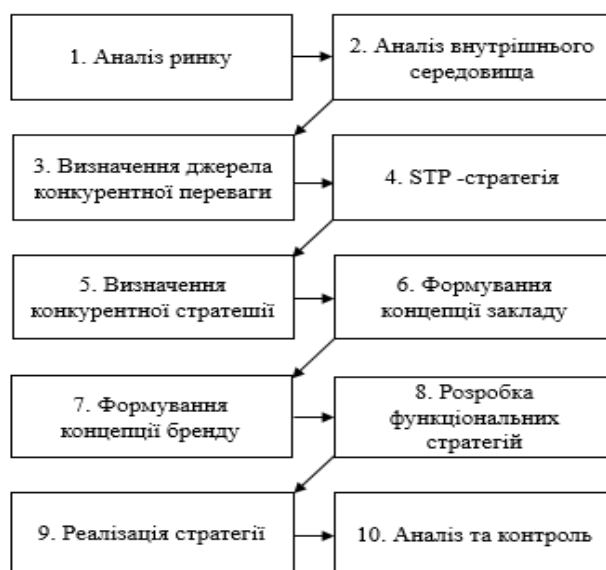 1. Аналіз ринку
2. Аналіз внутрішнього
середовища
3. Визначення джерела
конкурентної переваги
4. STP -стратегія
5. Визначення
конкурентної стратешії
6. Формування
концепції закладу
7. Формування
концепції бренду
8. Розробка
функціональних
стратегій
9. Реалізація стратегії
10. Аналіз та контроль